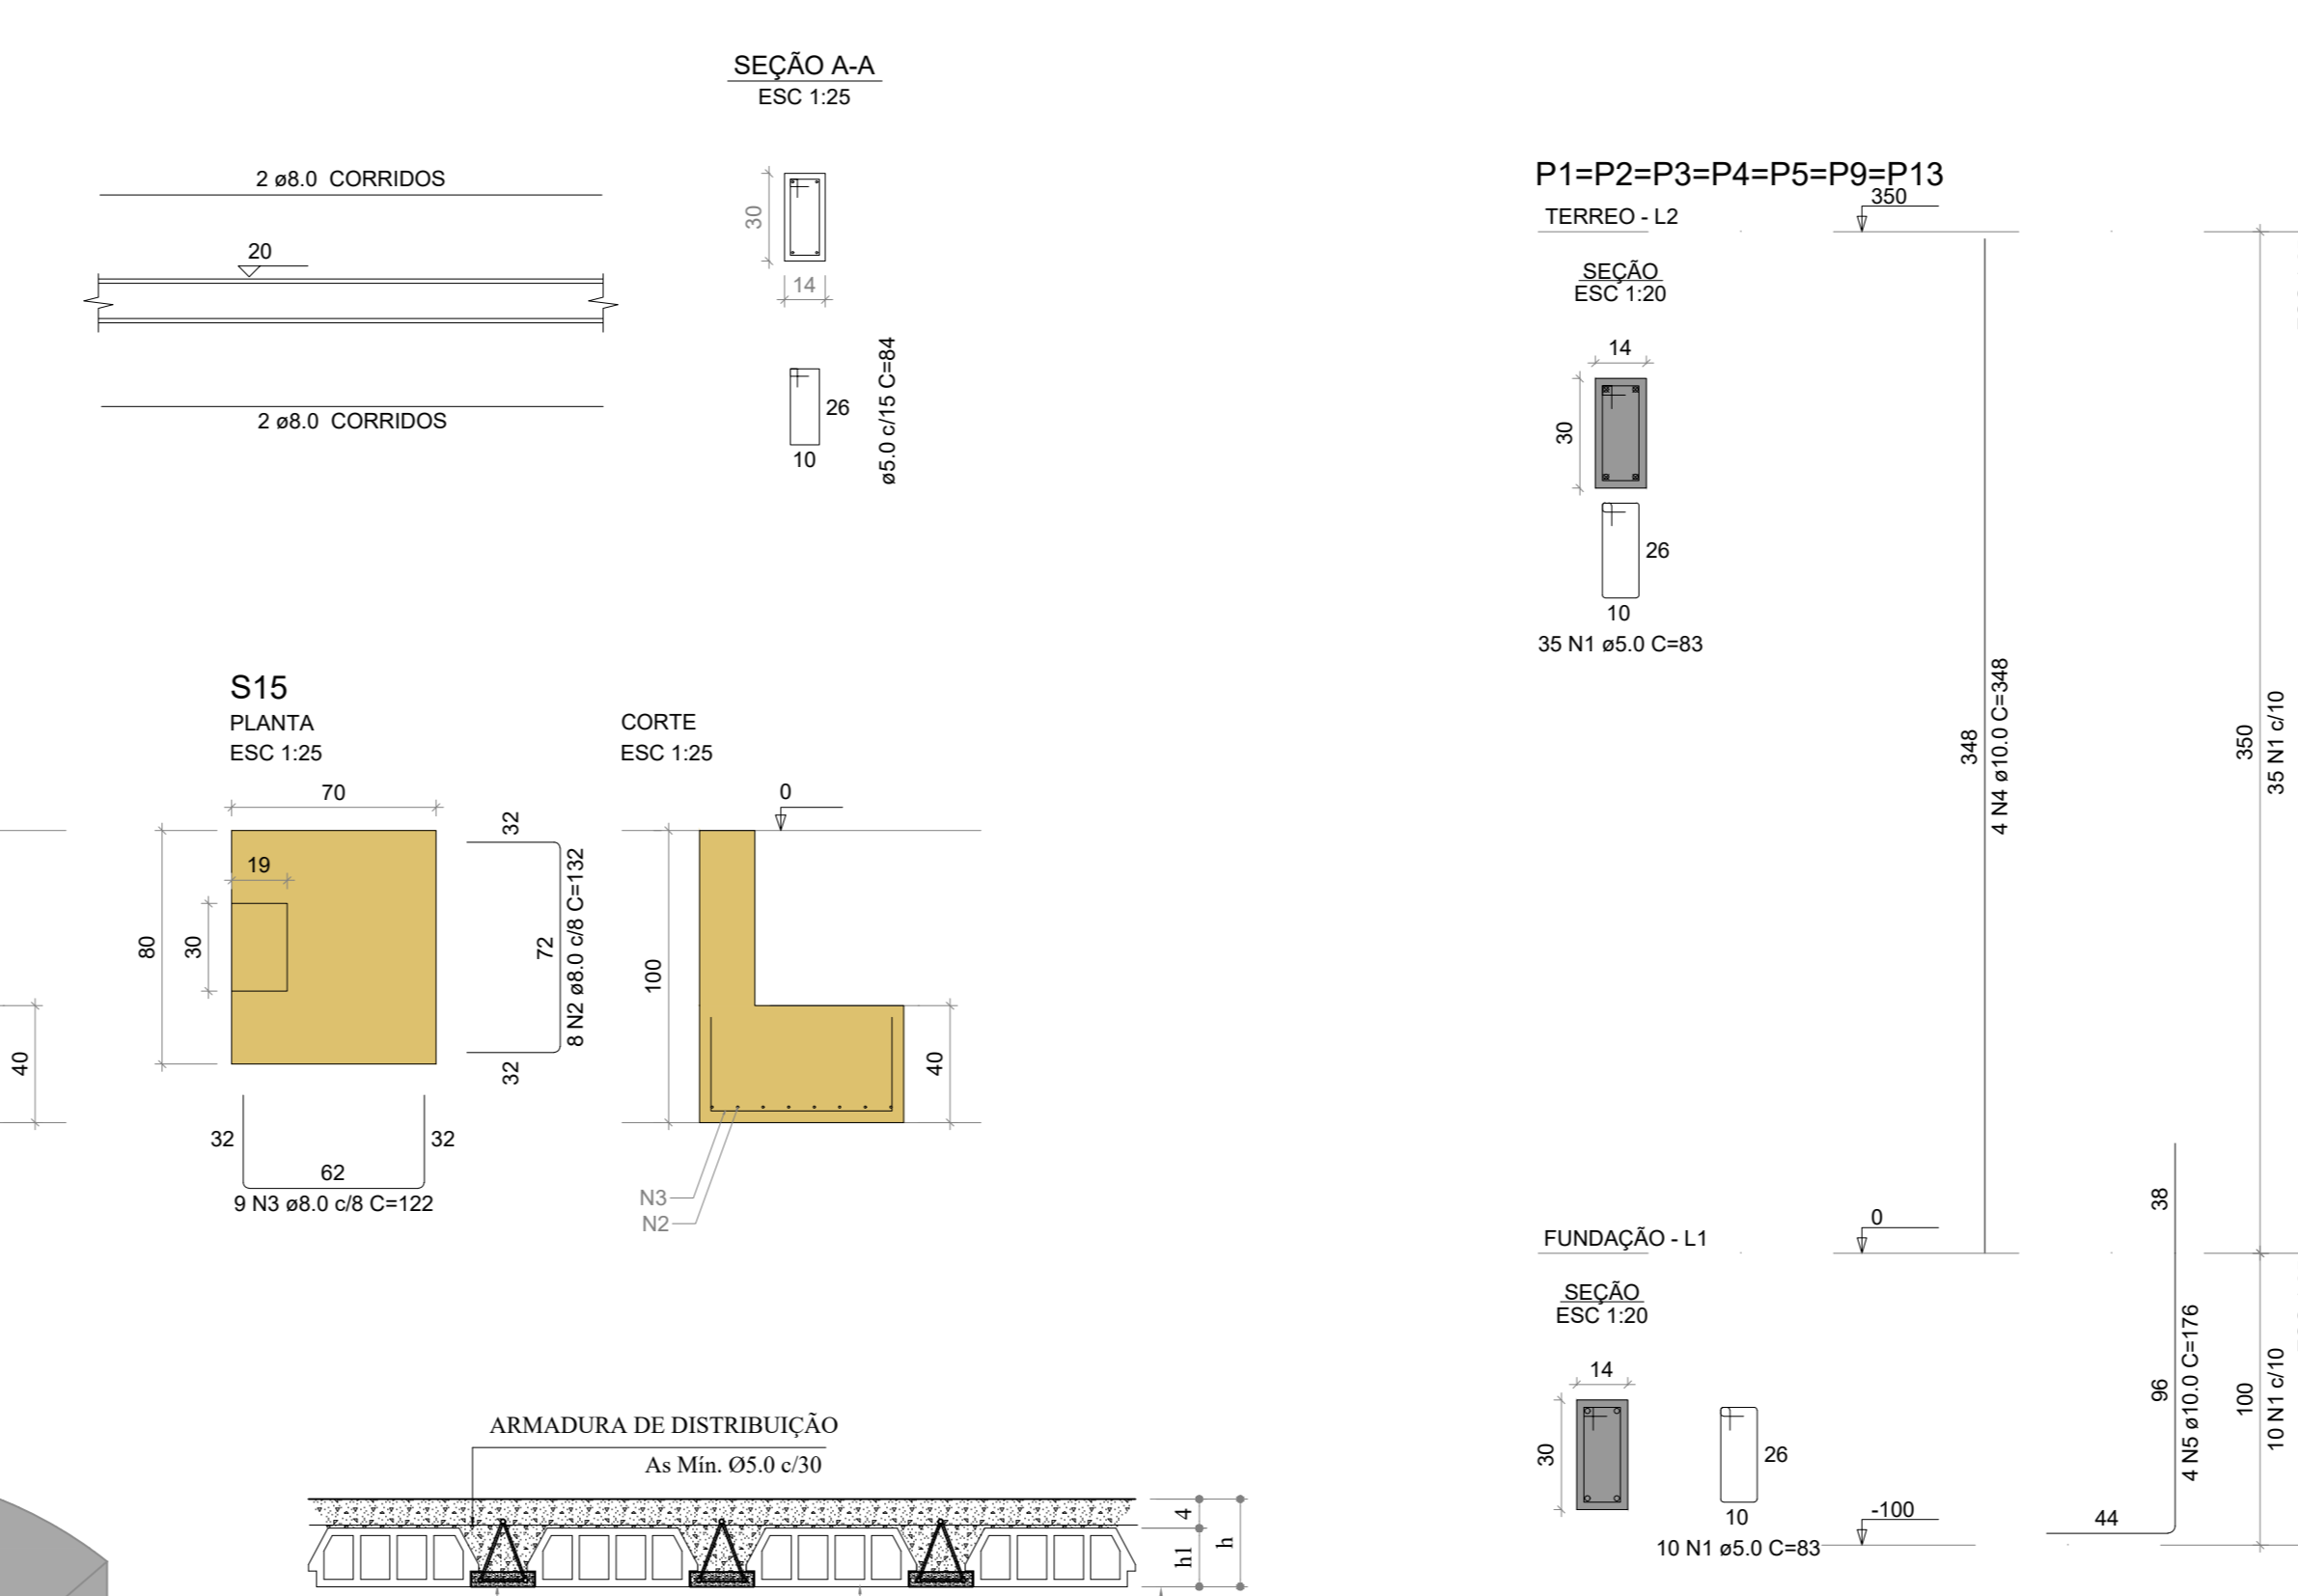 SEÇÃO A-A
ESC 1:25
2 ø8.0 CORRIDOS
20
2 ø8.0 CORRIDOS
30
14
26
10
ø5.0 c/15 C=84
S15
PLANTA
ESC 1:25
70
19
80
30
32
72
8 N2 ø8.0 c/8 C=132
32
40
32
32
62
9 N3 ø8.0 c/8 C=122
CORTE
ESC 1:25
0
100
40
N3
N2
ARMADURA DE DISTRIBUIÇÃO
As Mín. Ø5.0 c/30
4
h1
h
P1=P2=P3=P4=P5=P9=P13
350
TERREO - L2
SEÇÃO
ESC 1:20
14
30
26
10
35 N1 ø5.0 C=83
348
4 N4 ø10.0 C=348
350
35 N1 c/10
0
FUNDAÇÃO - L1
SEÇÃO
ESC 1:20
14
30
26
10
10 N1 ø5.0 C=83
-100
38
96
4 N5 ø10.0 C=176
44
100
10 N1 c/10